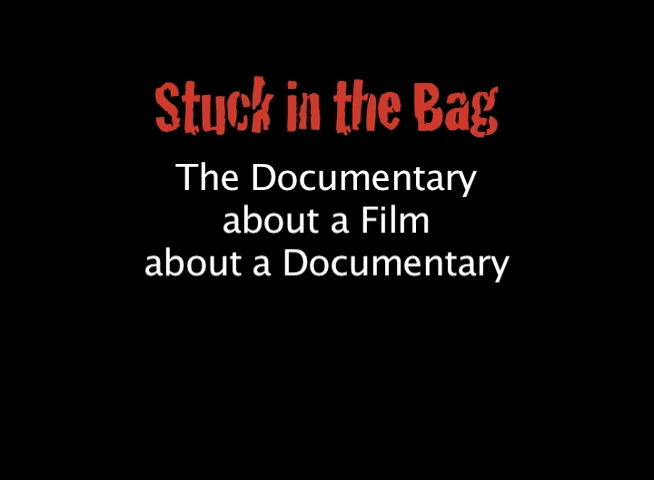 Stuck in the Bag
The Documentary
about a Film
about a Documentary